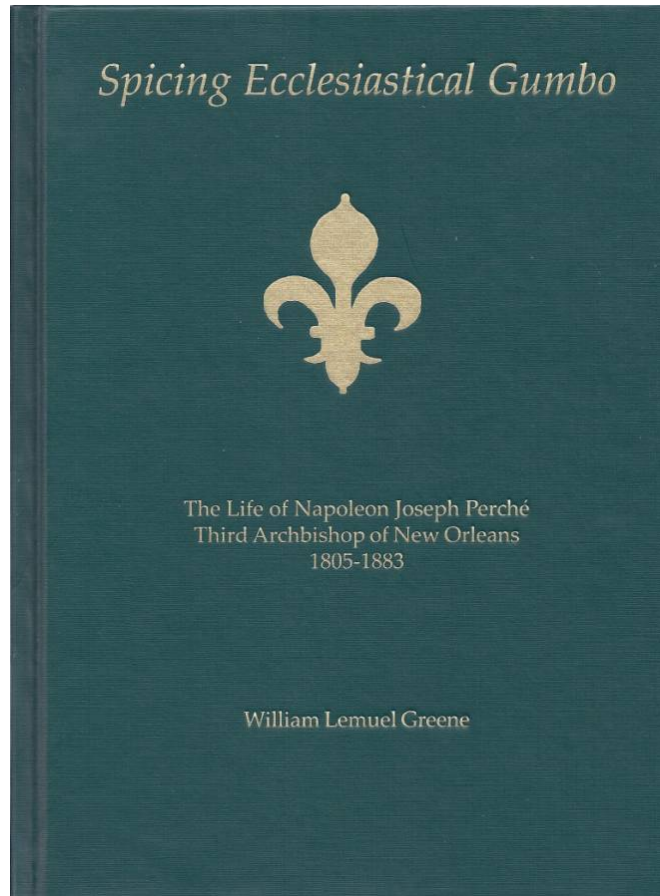 Spicing Ecclesiastical Gumbo
The Life of Napoleon Joseph Perché
Third Archbishop of New Orleans
1805-1883
William Lemuel Greene